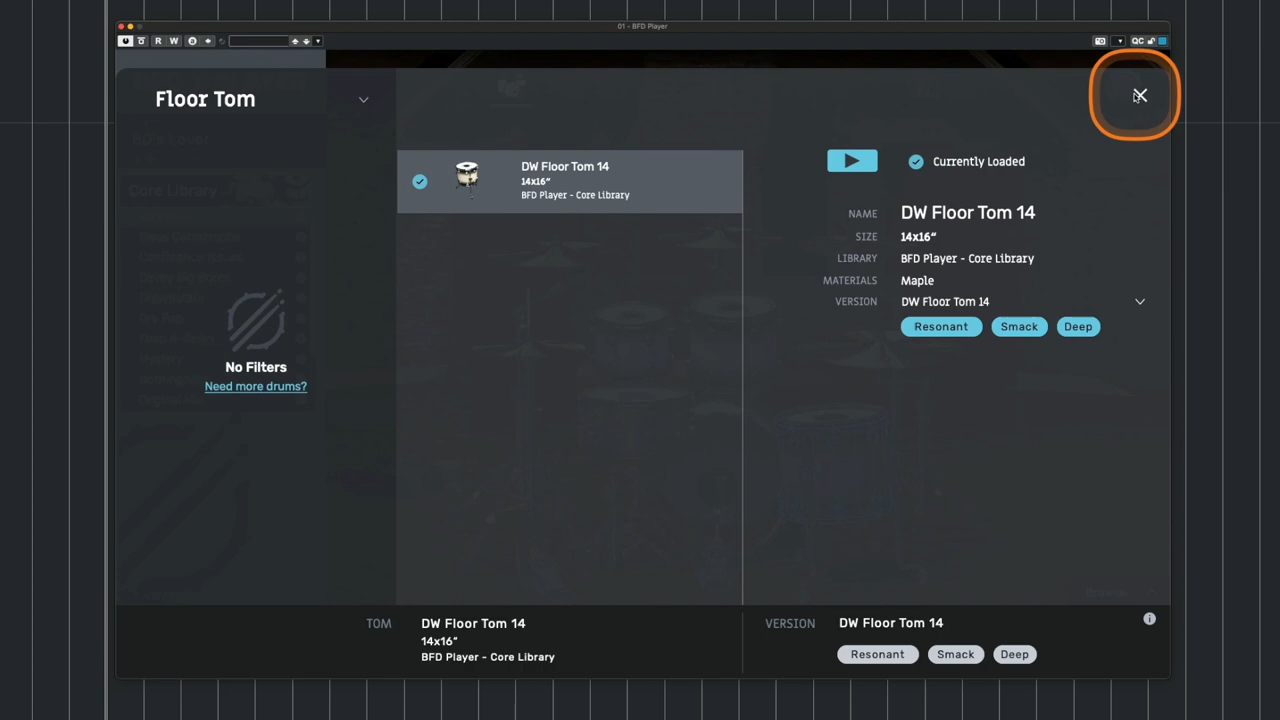 01 - BFD Player
R W
QC
Floor Tom
Core Library
DW Floor Tom 14
14x16"
BFD Player - Core Library
No Filters
Need more drums?
Currently Loaded
NAME DW Floor Tom 14
SIZE 14x16"
LIBRARY BFD Player - Core Library
MATERIALS Maple
VERSION DW Floor Tom 14
Resonant Smack Deep
TOM DW Floor Tom 14
14x16"
BFD Player - Core Library
VERSION DW Floor Tom 14
Resonant Smack Deep